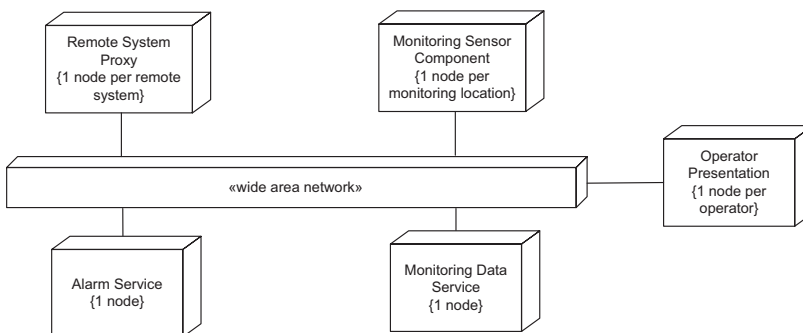 Remote System
Proxy
{1 node per remote
system}
Monitoring Sensor
Component
{1 node per
monitoring location}
Operator
Presentation
{1 node per
operator}
«wide area network»
Alarm Service
{1 node}
Monitoring Data
Service
{1 node}